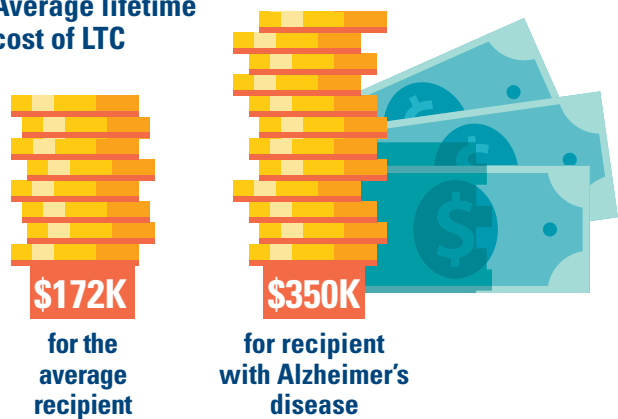 Average lifetime
cost of LTC
$172K
for the
average
recipient
$350K
for recipient
with Alzheimer's
disease
$
$
$